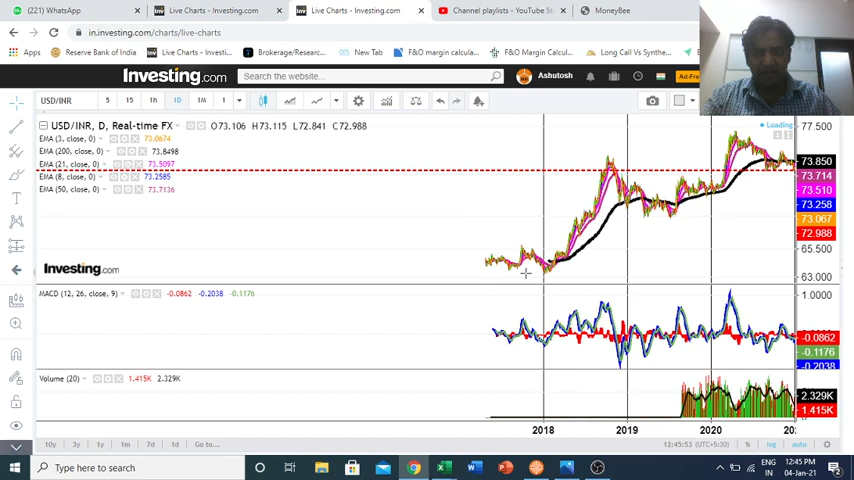 (221) WhatsApp
Live Charts - Investing.com
Live Charts - Investing.com
Channel playlists - YouTube St
MoneyBee
in.investing.com/charts/live-charts
Apps
Reserve Bank of India
Live Charts - Investi...
Brokerage/Researc...
New Tab
F&O margin calcula...
F&O Margin Calcul...
Long Call Vs Synthe...
Investing.com
Search the website...
Ashutosh
Ad-Free
USD/INR
5
15
1h
1D
1M
1
USD/INR, D, Real-time FX
O73.106 H73.115 L72.841 C72.988
Loading
EMA (3, close, 0)
73.0674
EMA (200, close, 0)
73.8498
EMA (21, close, 0)
73.5097
EMA (8, close, 0)
73.2585
EMA (50, close, 0)
73.7136
77.500
73.850
73.714
73.510
73.258
73.067
72.988
65.500
63.000
Investing.com
MACD (12, 26, close, 9)
-0.0862 -0.2038 -0.1176
1.0000
-0.0862
-0.1176
-0.2038
Volume (20)
1.415K 2.329K
2.329K
1.415K
2018
2019
2020
10y 3y 1y 1m 7d 1d Go to...
12:45:53 (UTC+5:30)
%
log
auto
Type here to search
ENG
IN
12:45 PM
04-Jan-21
2